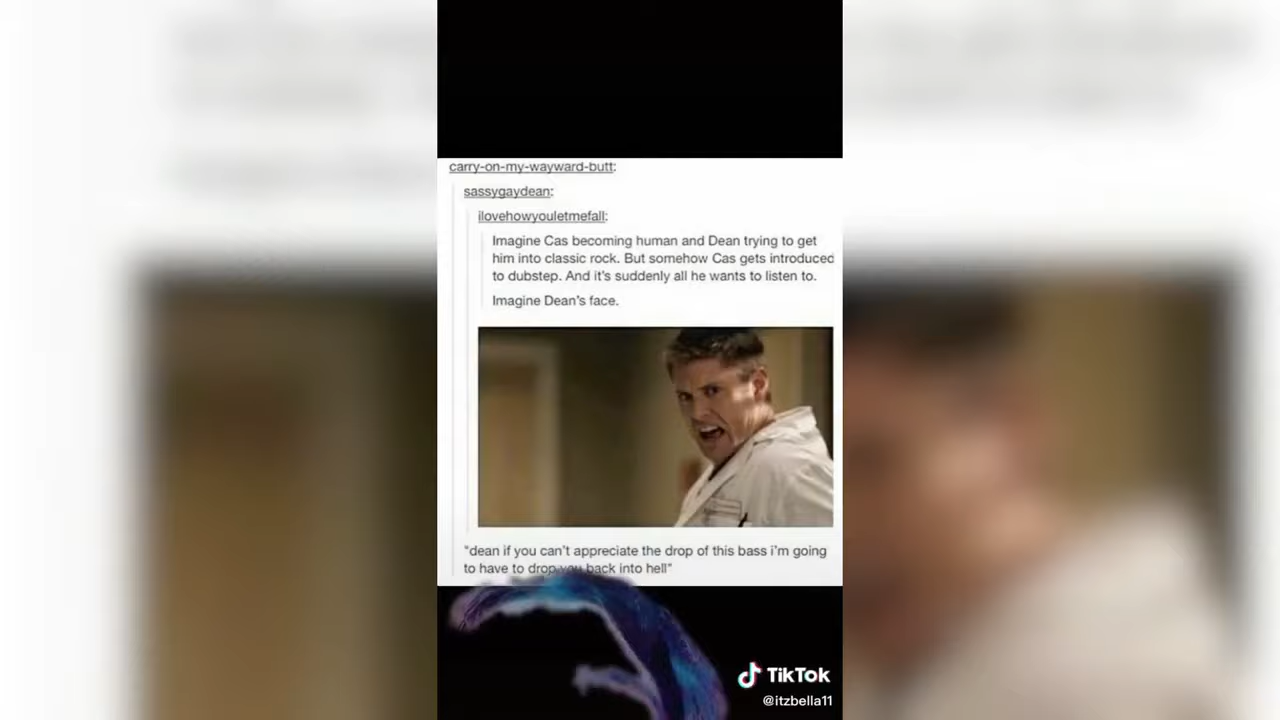 carry-on-my-wayward-butt:
sassygaydean:
ilovehowyouletmefall:
Imagine Cas becoming human and Dean trying to get
him into classic rock. But somehow Cas gets introduced
to dubstep. And it's suddenly all he wants to listen to.
Imagine Dean's face.
"dean if you can't appreciate the drop of this bass i'm going
to have to drop you back into hell"
TikTok
@itzbella11